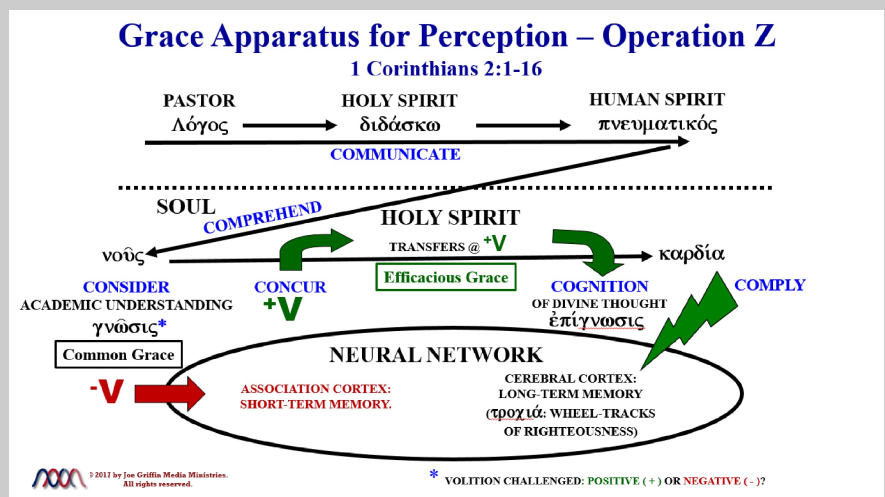 Grace Apparatus for Perception – Operation Z
1 Corinthians 2:1-16
PASTOR
HOLY SPIRIT
HUMAN SPIRIT
Λόγος
διδάσκω
πνευματικός
COMMUNICATE
SOUL
COMPREHEND
HOLY SPIRIT
νοῦς
TRANSFERS @ +V
καρδία
Efficacious Grace
CONSIDER
ACADEMIC UNDERSTANDING
γνῶσις*
Common Grace
CONCUR
+V
COGNITION
OF DIVINE THOUGHT
ἐπίγνωσις
COMPLY
NEURAL NETWORK
-V
ASSOCIATION CORTEX:
SHORT-TERM MEMORY.
CEREBRAL CORTEX:
LONG-TERM MEMORY
(τροχιά: WHEEL-TRACKS
OF RIGHTEOUSNESS)
© 2017 by Joe Griffin Media Ministries.
All rights reserved.
* VOLITION CHALLENGED: POSITIVE ( + ) OR NEGATIVE ( - )?